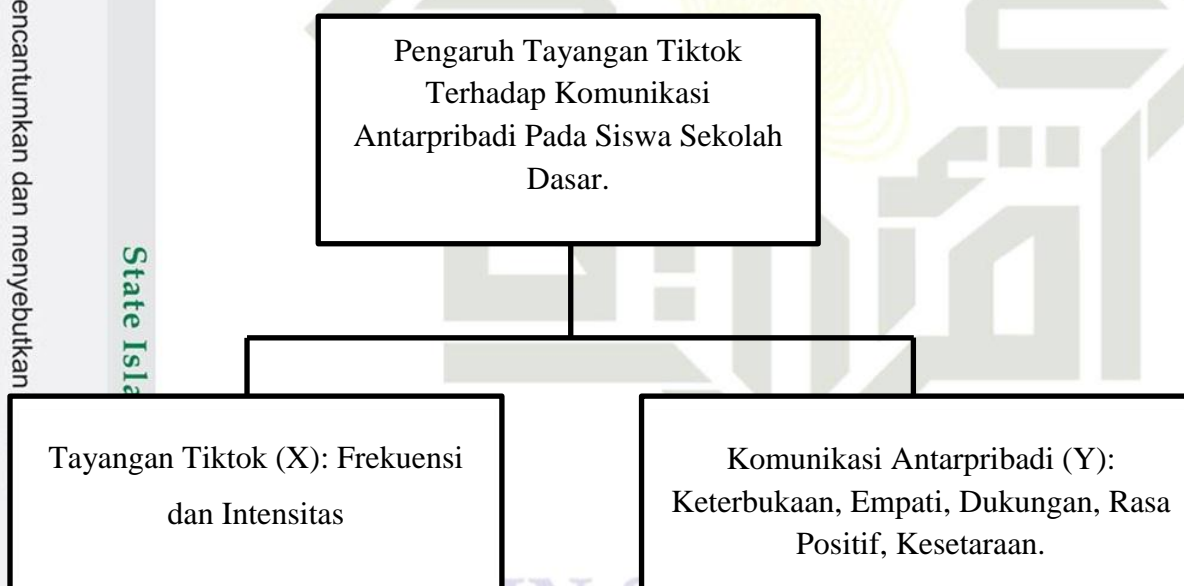 encantumkan dan menyebutkan
State Isla
Pengaruh Tayangan Tiktok
Terhadap Komunikasi
Antarpribadi Pada Siswa Sekolah
Dasar.
Tayangan Tiktok (X): Frekuensi
dan Intensitas
Komunikasi Antarpribadi (Y):
Keterbukaan, Empati, Dukungan, Rasa
Positif, Kesetaraan.